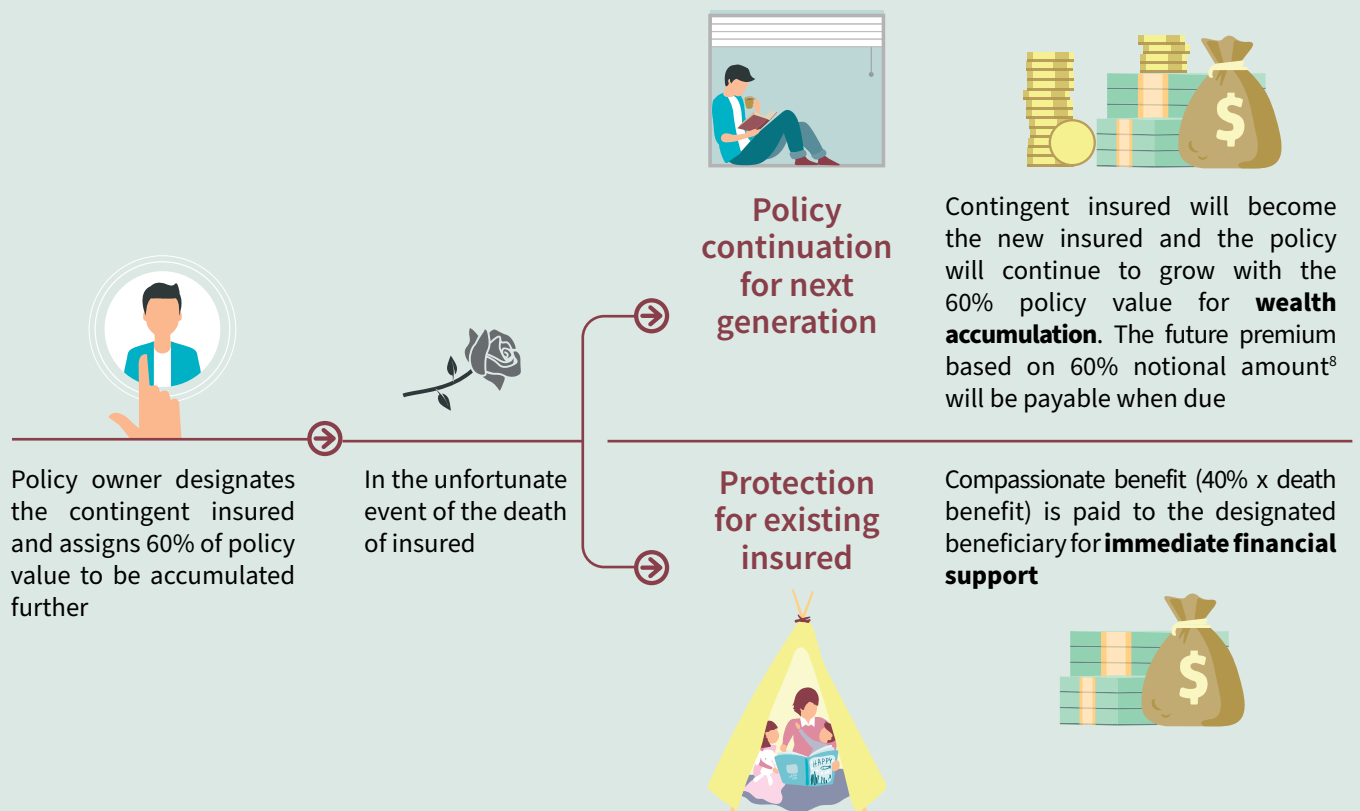 Policy owner designates
the contingent insured
and assigns 60% of policy
value to be accumulated
further
In the unfortunate
event of the death
of insured
Policy
continuation
for next
generation
Contingent insured will become
the new insured and the policy
will continue to grow with the
60% policy value for wealth
accumulation. The future premium
based on 60% notional amount⁸
will be payable when due
$
Protection
for existing
insured
Compassionate benefit (40% x death
benefit) is paid to the designated
beneficiary for immediate financial
support
HAPPY
$